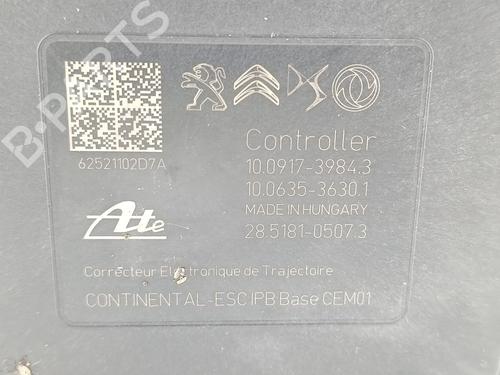 B-PARTS
62521102D7A
Controller
10.0917-3984.3
10.0635-3630.1
MADE IN HUNGARY
28.5181-0507.3
Ate
Correcteur Electronique de Trajectoire
CONTINENTAL-ESC IPB Base CEM01